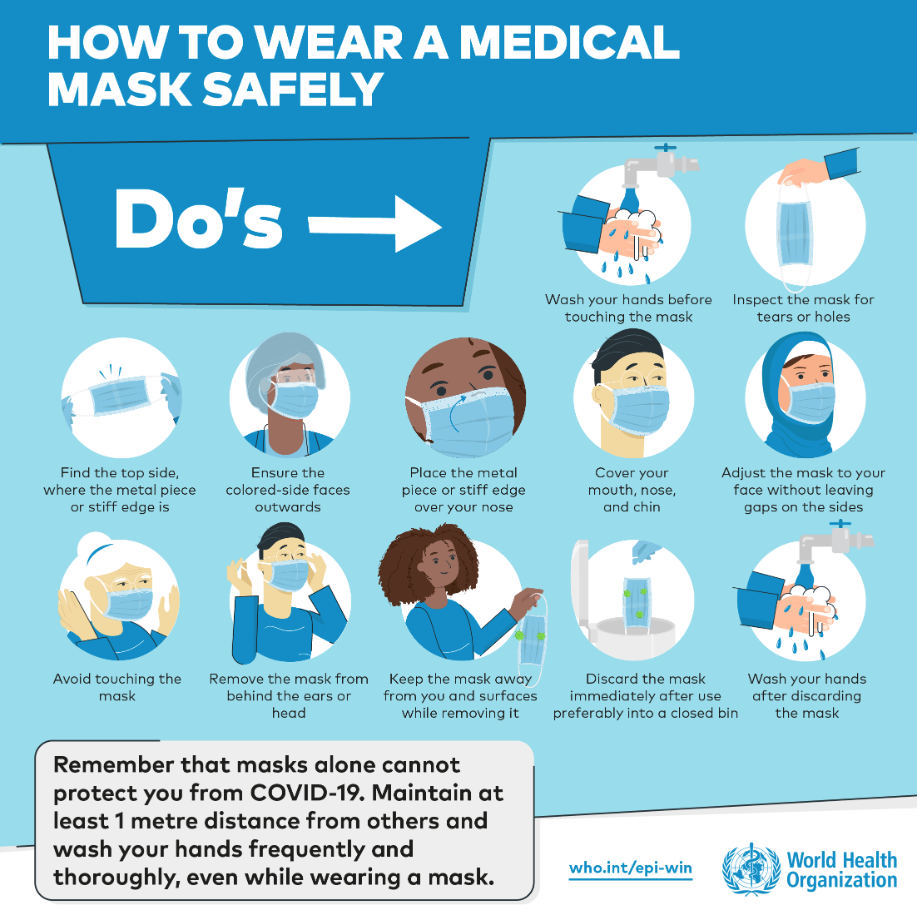 HOW TO WEAR A MEDICAL
MASK SAFELY
Do's
Wash your hands before
touching the mask
Inspect the mask for
tears or holes
Find the top side,
where the metal piece
or stiff edge is
Ensure the
colored-side faces
outwards
Place the metal
piece or stiff edge
over your nose
Cover your
mouth, nose,
and chin
Adjust the mask to your
face without leaving
gaps on the sides
Avoid touching the
mask
Remove the mask from
behind the ears or
head
Keep the mask away
from you and surfaces
while removing it
Discard the mask
immediately after use
preferably into a closed bin
Wash your hands
after discarding
the mask
Remember that masks alone cannot
protect you from COVID-19. Maintain at
least 1 metre distance from others and
wash your hands frequently and
thoroughly, even while wearing a mask.
who.int/epi-win
World Health
Organization